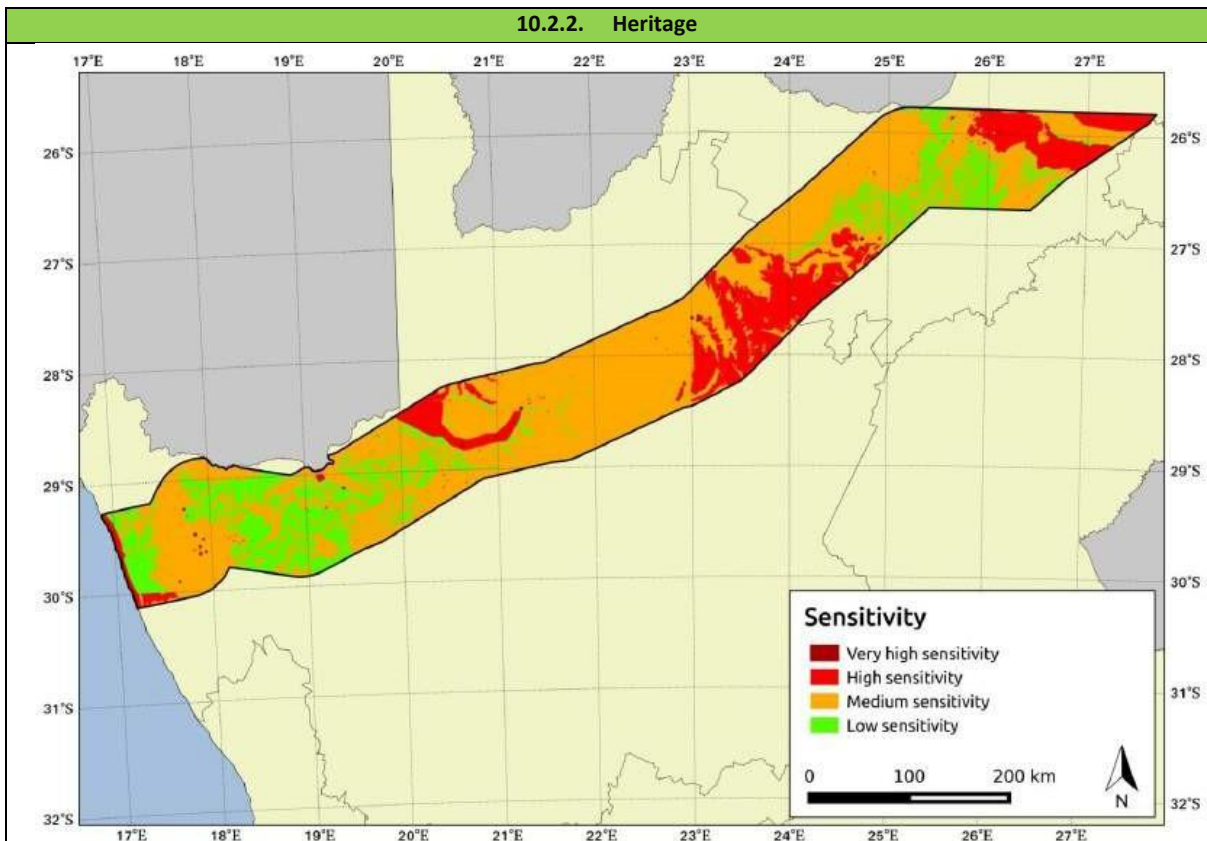 10.2.2. Heritage
17°E 18°E 19°E 20°E 21°E 22°E 23°E 24°E 25°E 26°E 27°E
26°S 26°S
27°S 27°S
28°S 28°S
29°S 29°S
30°S 30°S
31°S 31°S
32°S 32°S
Sensitivity
Very high sensitivity
High sensitivity
Medium sensitivity
Low sensitivity
0 100 200 km
N
17°E 18°E 19°E 20°E 21°E 22°E 23°E 24°E 25°E 26°E 27°E